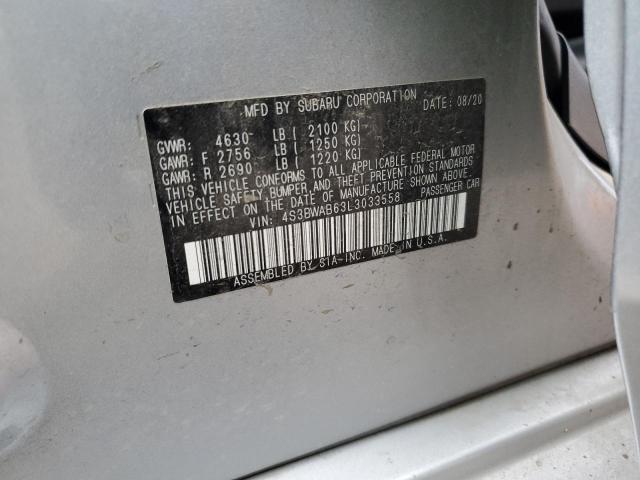 MFD BY SUBARU CORPORATION DATE: 08/20
GVWR: 4630 LB ( 2100 KG)
GAWR: F 2756 LB ( 1250 KG)
GAWR: R 2690 LB ( 1220 KG)
THIS VEHICLE CONFORMS TO ALL APPLICABLE FEDERAL MOTOR
VEHICLE SAFETY, BUMPER, AND THEFT PREVENTION STANDARDS
IN EFFECT ON THE DATE OF MANUFACTURE SHOWN ABOVE.
VIN: 4S3BWAB63L3033558 PASSENGER CAR
ASSEMBLED BY SIA-INC. MADE IN U.S.A.